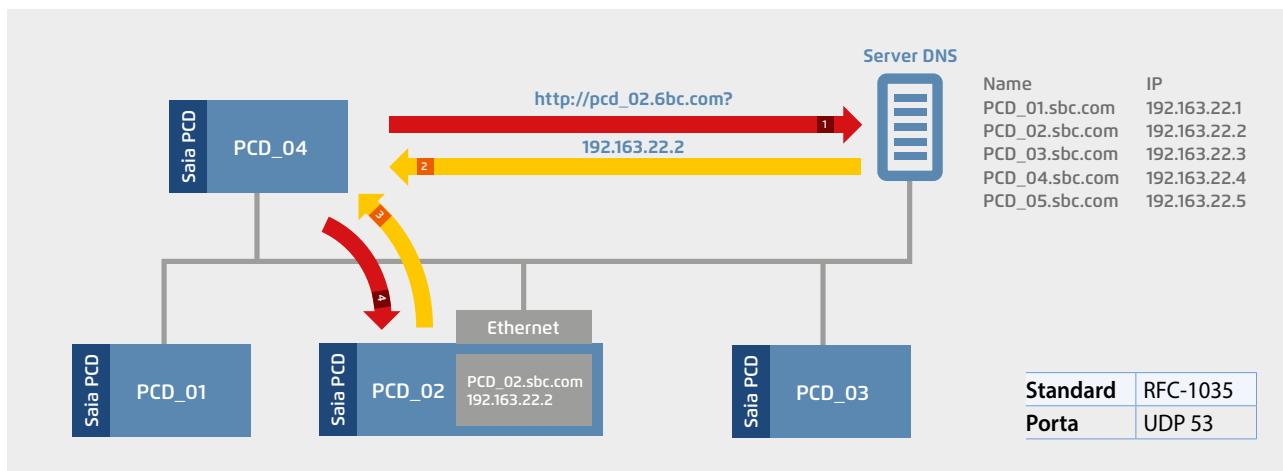 Server DNS
Name IP
PCD_01.sbc.com 192.163.22.1
PCD_02.sbc.com 192.163.22.2
PCD_03.sbc.com 192.163.22.3
PCD_04.sbc.com 192.163.22.4
PCD_05.sbc.com 192.163.22.5
http://pcd_02.6bc.com?
1
192.163.22.2
2
Saia PCD
PCD_04
3
4
Ethernet
Saia PCD
PCD_01
Saia PCD
PCD_02
PCD_02.sbc.com
192.163.22.2
Saia PCD
PCD_03
Standard RFC-1035
Porta UDP 53